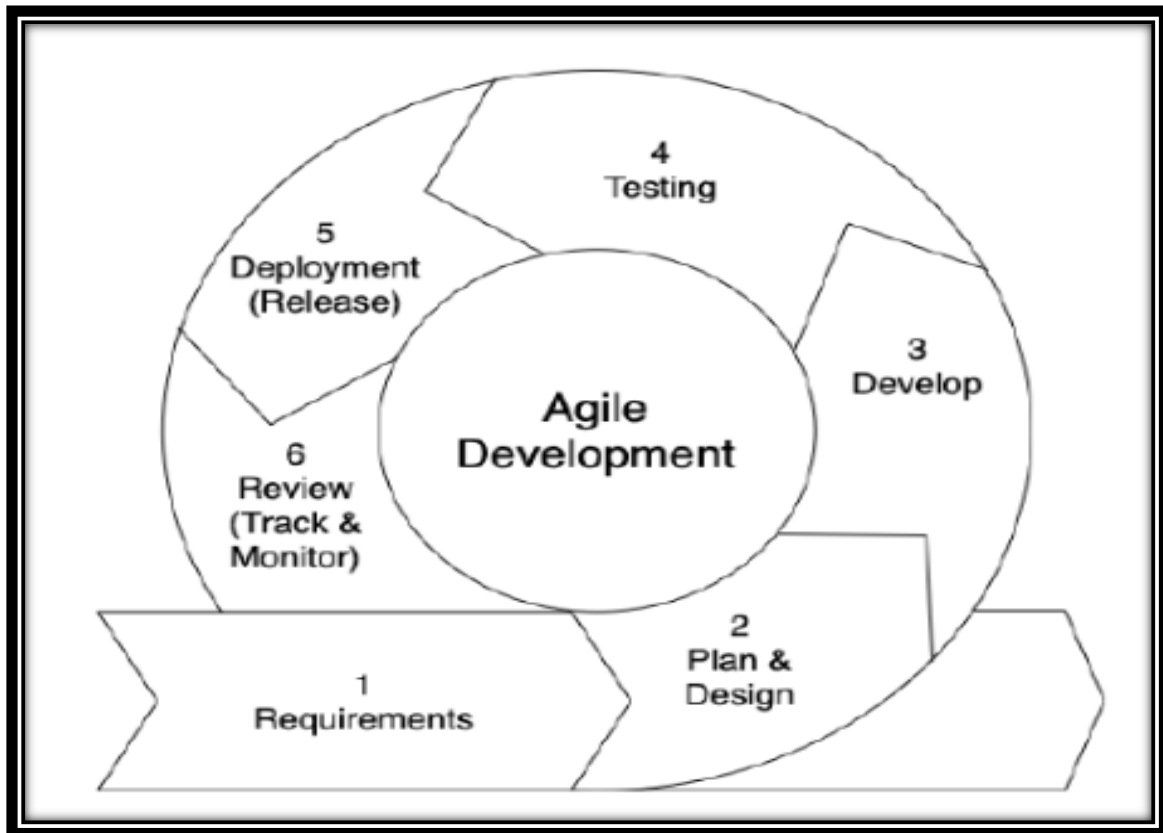 Agile
Development
1
Requirements
2
Plan &
Design
3
Develop
4
Testing
5
Deployment
(Release)
6
Review
(Track &
Monitor)